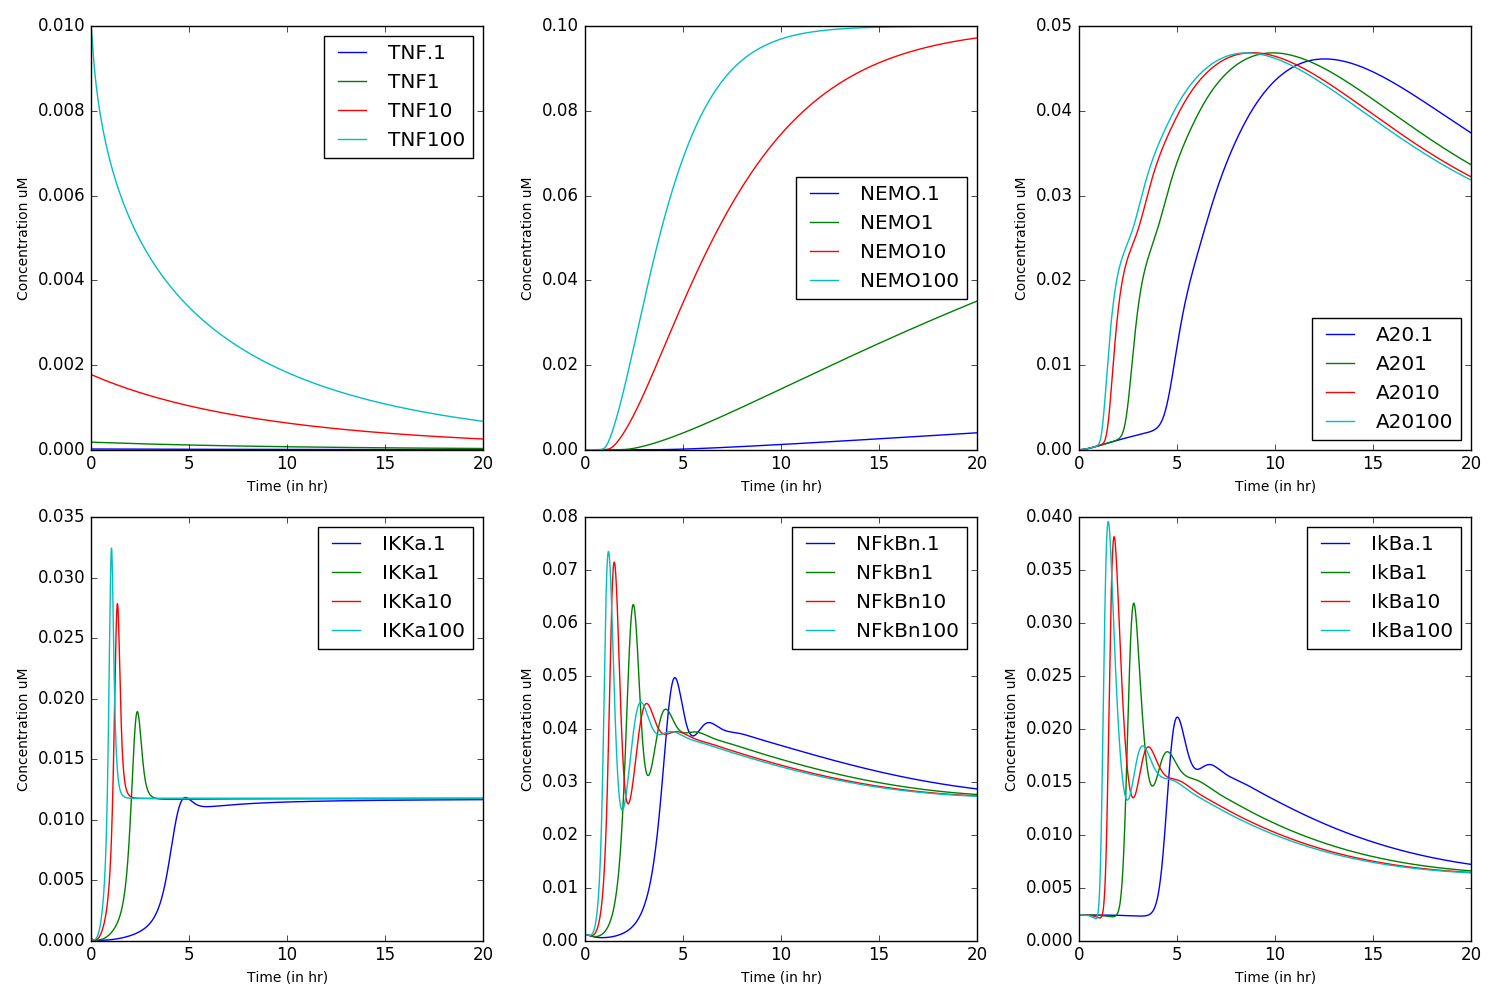 0.010
0.008
0.006
0.004
0.002
0.000
Concentration uM
0 5 10 15 20
Time (in hr)
TNF.1
TNF1
TNF10
TNF100
0.10
0.08
0.06
0.04
0.02
0.00
Concentration uM
0 5 10 15 20
Time (in hr)
NEMO.1
NEMO1
NEMO10
NEMO100
0.05
0.04
0.03
0.02
0.01
0.00
Concentration uM
0 5 10 15 20
Time (in hr)
A20.1
A201
A2010
A20100
0.035
0.030
0.025
0.020
0.015
0.010
0.005
0.000
Concentration uM
0 5 10 15 20
Time (in hr)
IKKa.1
IKKa1
IKKa10
IKKa100
0.08
0.07
0.06
0.05
0.04
0.03
0.02
0.01
0.00
Concentration uM
0 5 10 15 20
Time (in hr)
NFkBn.1
NFkBn1
NFkBn10
NFkBn100
0.040
0.035
0.030
0.025
0.020
0.015
0.010
0.005
0.000
Concentration uM
0 5 10 15 20
Time (in hr)
IkBa.1
IkBa1
IkBa10
IkBa100